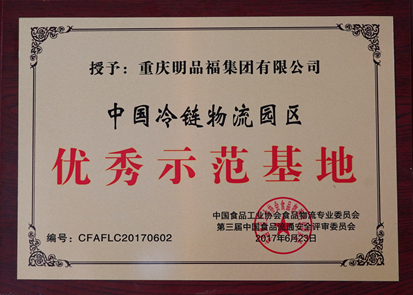 授予：重庆明品福集团有限公司
中国冷链物流园区
优秀示范基地
中国食品工业协会食品物流专业委员会
第三届中国食品流通安全评审委员会
编号：CFAFLC20170602
2017年6月23日